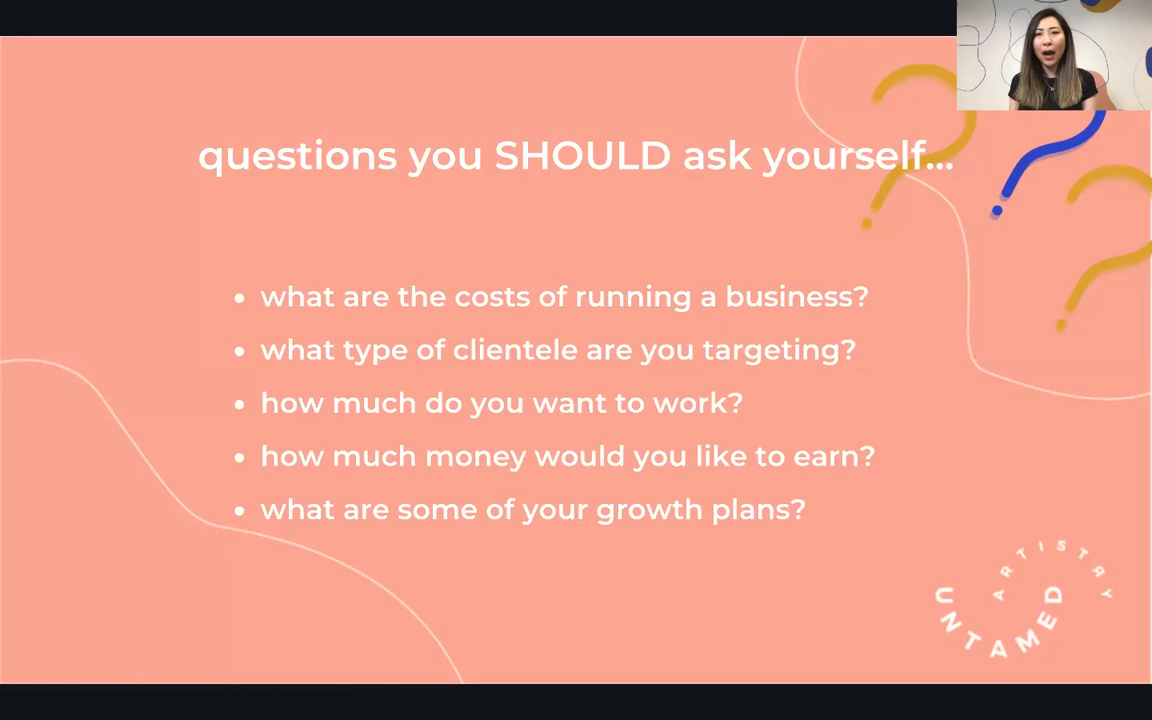 questions you SHOULD ask yourself...
• what are the costs of running a business?
• what type of clientele are you targeting?
• how much do you want to work?
• how much money would you like to earn?
• what are some of your growth plans?
UNTAMED
ARTISTRY